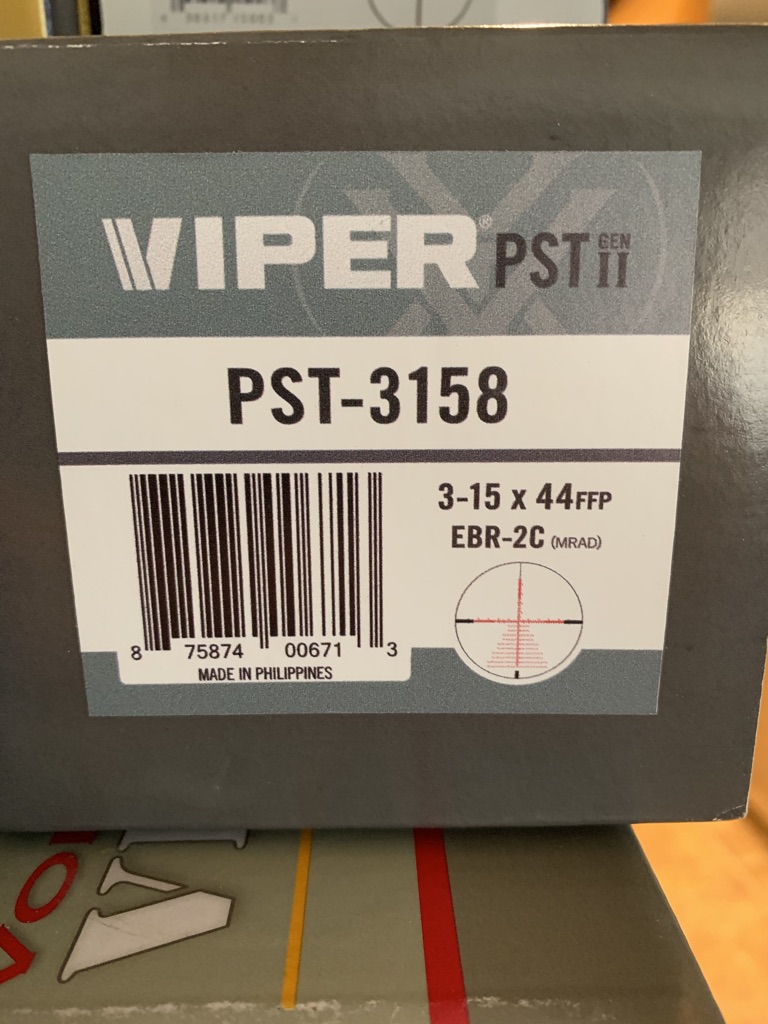 VIPER® PST GEN II
PST-3158
3-15 x 44FFP
EBR-2C (MRAD)
8 75874 00671 3
MADE IN PHILIPPINES
VO